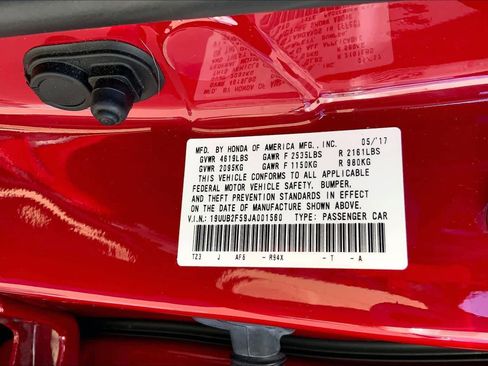 MFD. BY HONDA OF AMERICA MFG., INC. 05/'17
GVWR 4619LBS GAWR F 2535LBS R 2161LBS
GVWR 2095KG GAWR F 1150KG R 980KG
THIS VEHICLE CONFORMS TO ALL APPLICABLE
FEDERAL MOTOR VEHICLE SAFETY, BUMPER,
AND THEFT PREVENTION STANDARDS IN EFFECT
ON THE DATE OF MANUFACTURE SHOWN ABOVE.
V.I.N.: 19UUB2F59JA001560 TYPE: PASSENGER CAR
TZ3 J AF6 - R94X - T - A